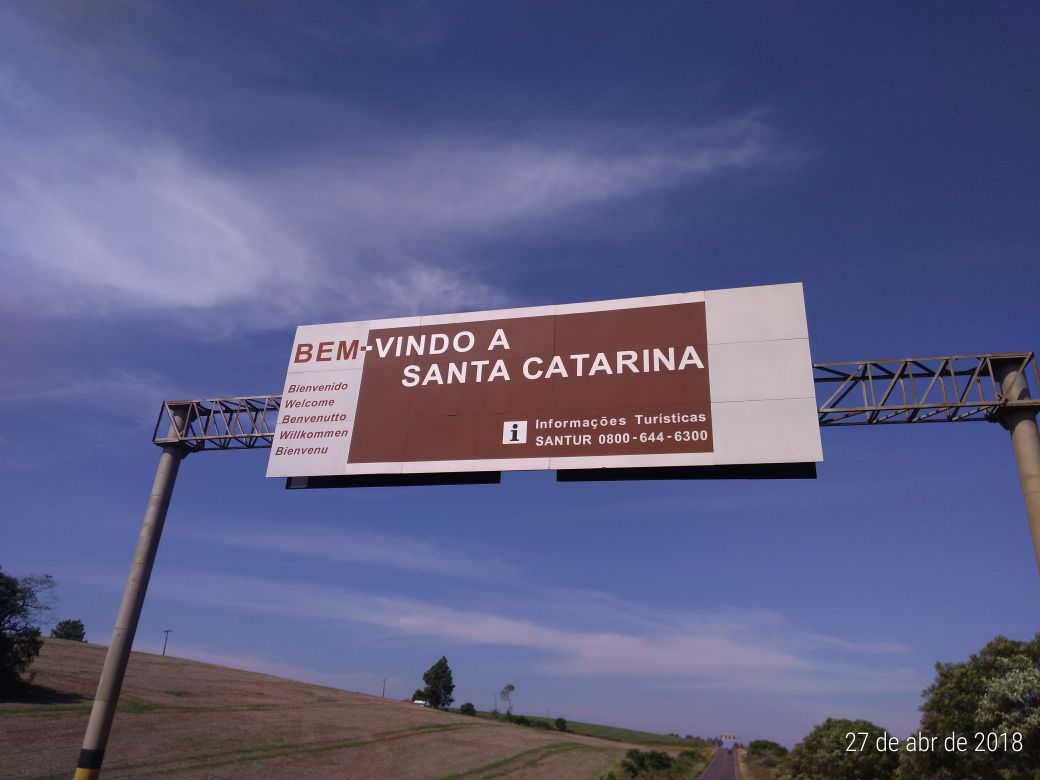 BEM-VINDO A
SANTA CATARINA
Bienvenido
Welcome
Benvenutto
Willkommen
Bienvenu
i
Informações Turísticas
SANTUR 0800-644-6300
27 de abr de 2018